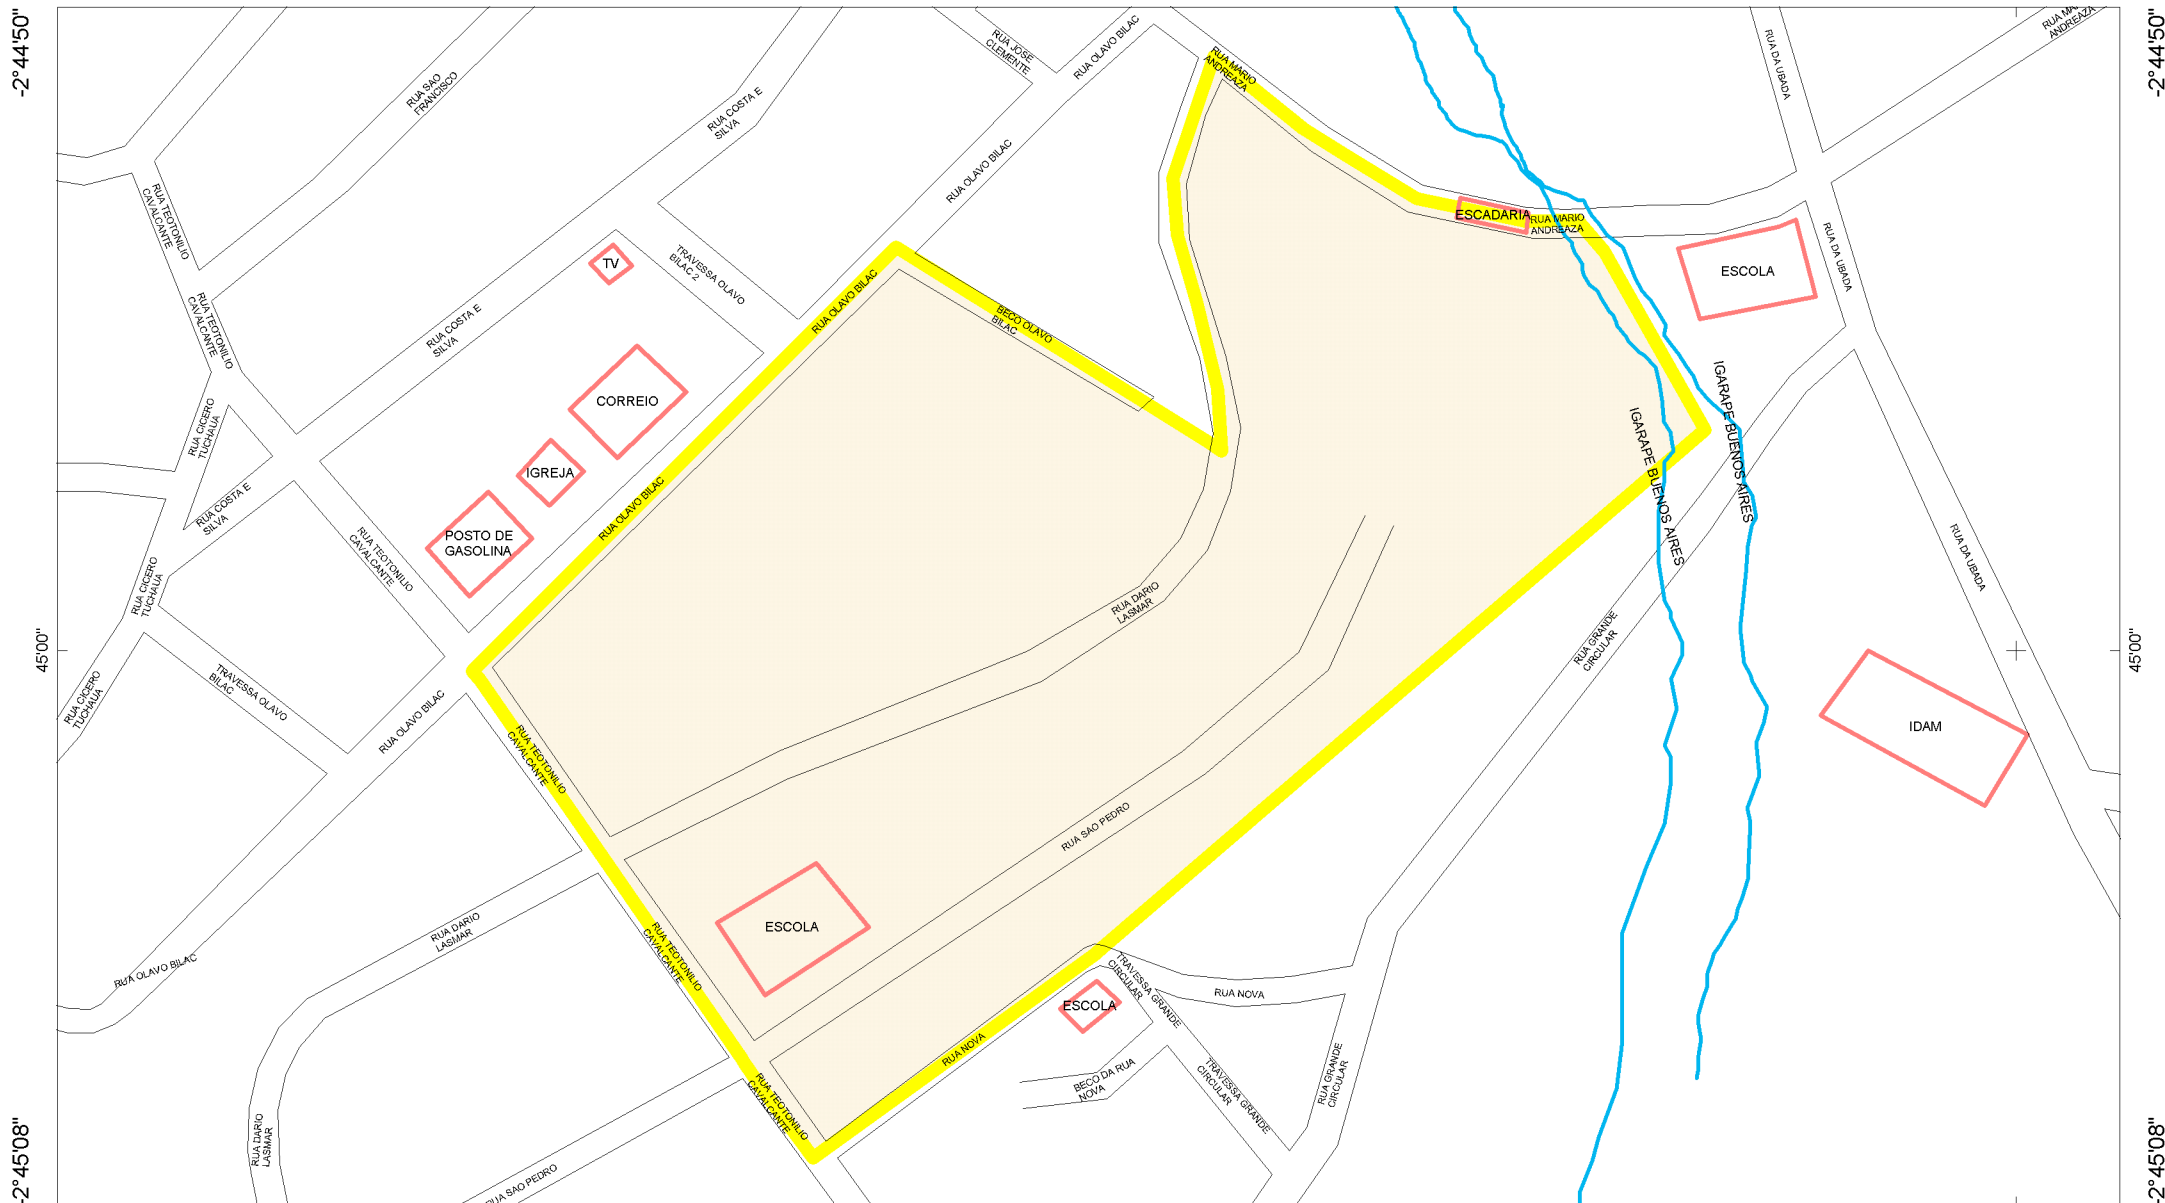 -2°44'50"
-2°44'50"
RUA MARIO
ANDREAZA
RUA JOSE
CLEMENTE
RUA OLAVO BILAC
RUA DA UBADA
RUA MARIO
ANDREAZA
RUA SAO
FRANCISCO
RUA COSTA E
SILVA
RUA OLAVO BILAC
RUA TEOTONILIO
CAVALCANTE
ESCADARIA
RUA MARIO
ANDREAZA
RUA DA UBADA
TV
TRAVESSA OLAVO
BILAC 2
ESCOLA
RUA OLAVO BILAC
RUA TEOTONILIO
CAVALCANTE
RUA COSTA E
SILVA
BECO OLAVO
BILAC
CORREIO
IGARAPE BUENOS AIRES
IGARAPE BUENOS AIRES
RUA CICERO
TUCHAUA
IGREJA
RUA OLAVO BILAC
RUA COSTA E
SILVA
POSTO DE
GASOLINA
RUA TEOTONILIO
CAVALCANTE
RUA DA UBADA
RUA CICERO
TUCHAUA
RUA DARIO
LASMAR
RUA GRANDE
CIRCULAR
45'00"
45'00"
RUA CICERO
TUCHAUA
TRAVESSA OLAVO
BILAC
RUA OLAVO BILAC
IDAM
RUA TEOTONILIO
CAVALCANTE
RUA SAO PEDRO
ESCOLA
RUA DARIO
LASMAR
RUA TEOTONILIO
CAVALCANTE
RUA OLAVO BILAC
TRAVESSA GRANDE
CIRCULAR
RUA NOVA
ESCOLA
RUA NOVA
BECO DA RUA
NOVA
TRAVESSA GRANDE
CIRCULAR
RUA GRANDE
CIRCULAR
RUA TEOTONILIO
CAVALCANTE
RUA DARIO
LASMAR
RUA SAO PEDRO
-2°45'08"
-2°45'08"